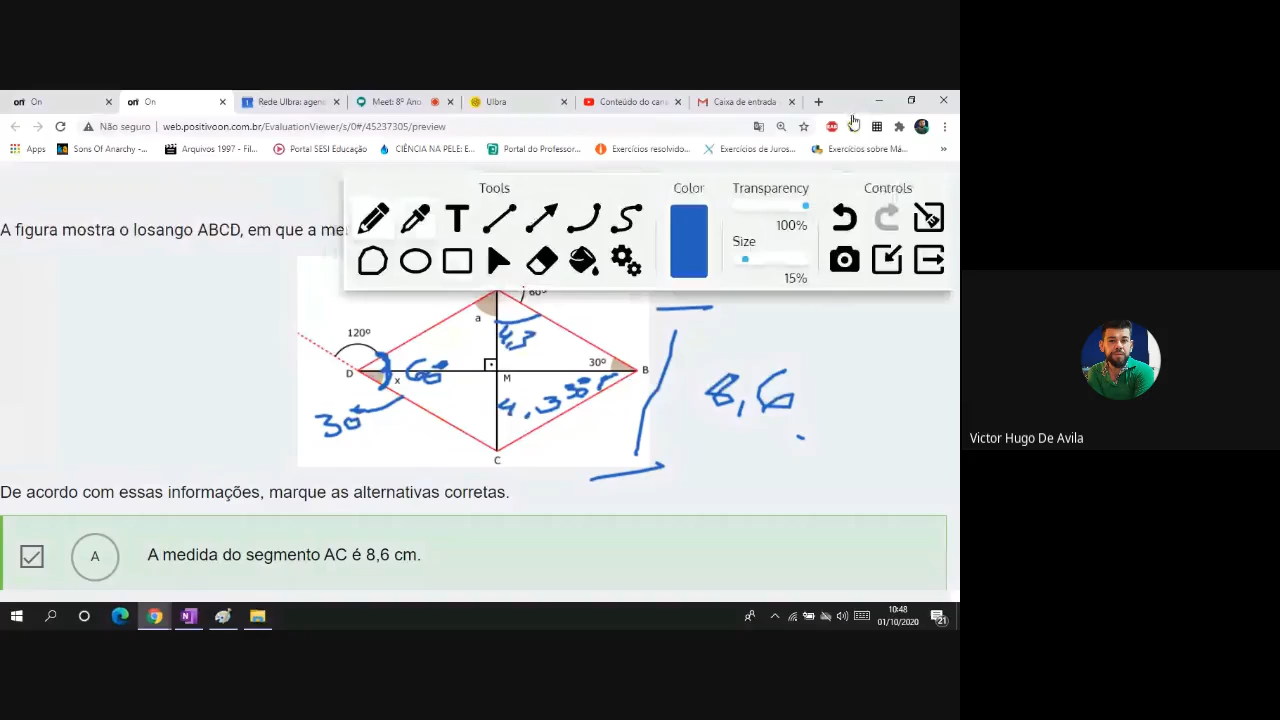 On
On
Rede Ulbra: agen
Meet: 8º Ano
Ulbra
Conteúdo do can
Caixa de entrada
Não seguro
web.positivoon.com.br/EvaluationViewer/s/0#/45237305/preview
Apps
Sons Of Anarchy -...
Arquivos 1997 - Fil...
Portal SESI Educação
CIÊNCIA NA PELE: E...
Portal do Professor...
Exercícios resolvido...
Exercícios de Juros...
Exercícios sobre Má...
Tools
Color
Transparency
Controls
100%
Size
15%
A figura mostra o losango ABCD, em que a me
60º
a
4,3
120º
30º
D
x
60°
M
B
4,3
30°
30
8,6
C
De acordo com essas informações, marque as alternativas corretas.
A
A medida do segmento AC é 8,6 cm.
Victor Hugo De Avila
10:48
01/10/2020
21